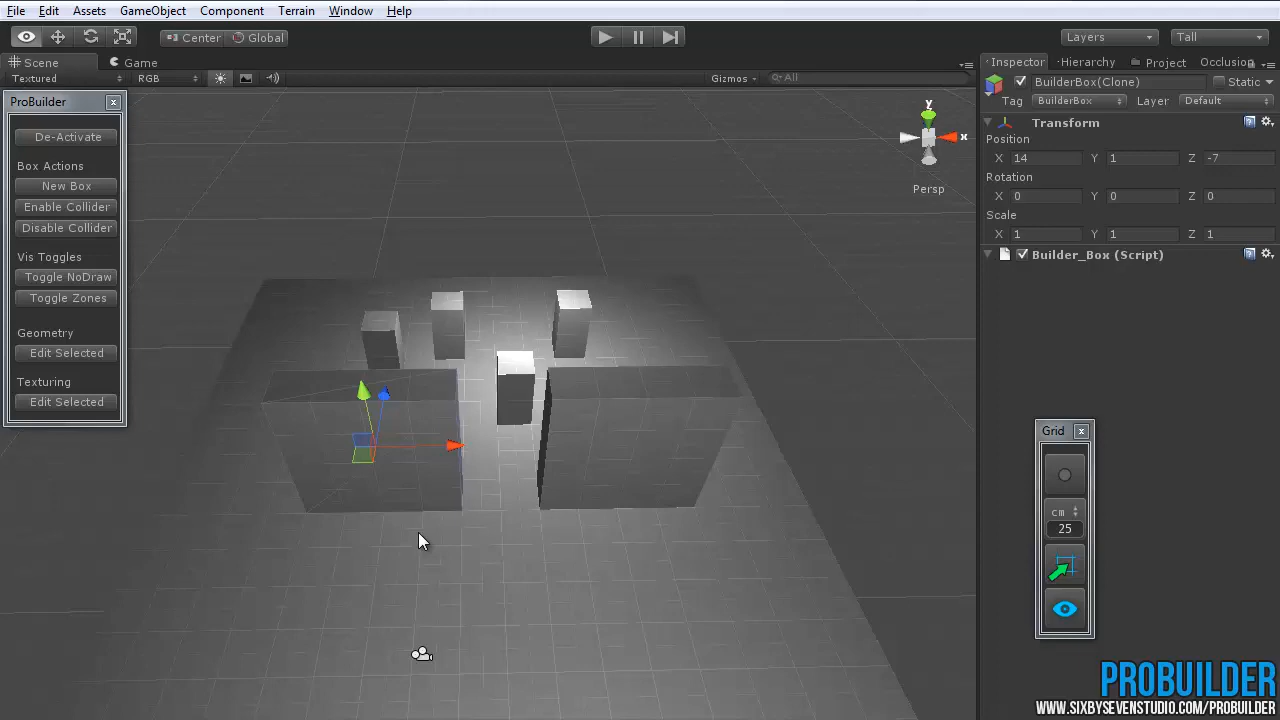 File Edit Assets GameObject Component Terrain Window Help
Center Global Layers Tall
Scene Game Inspector Hierarchy Project Occlusion
Textured RGB Gizmos All
ProBuilder
De-Activate
Box Actions
New Box
Enable Collider
Disable Collider
Vis Toggles
Toggle NoDraw
Toggle Zones
Geometry
Edit Selected
Texturing
Edit Selected
y
x
Persp
BuilderBox(Clone) Static
Tag BuilderBox Layer Default
Transform
Position
X 14 Y 1 Z -7
Rotation
X 0 Y 0 Z 0
Scale
X 1 Y 1 Z 1
Builder_Box (Script)
Grid
cm
25
PROBUILDER
WWW.SIXBYSEVENSTUDIO.COM/PROBUILDER